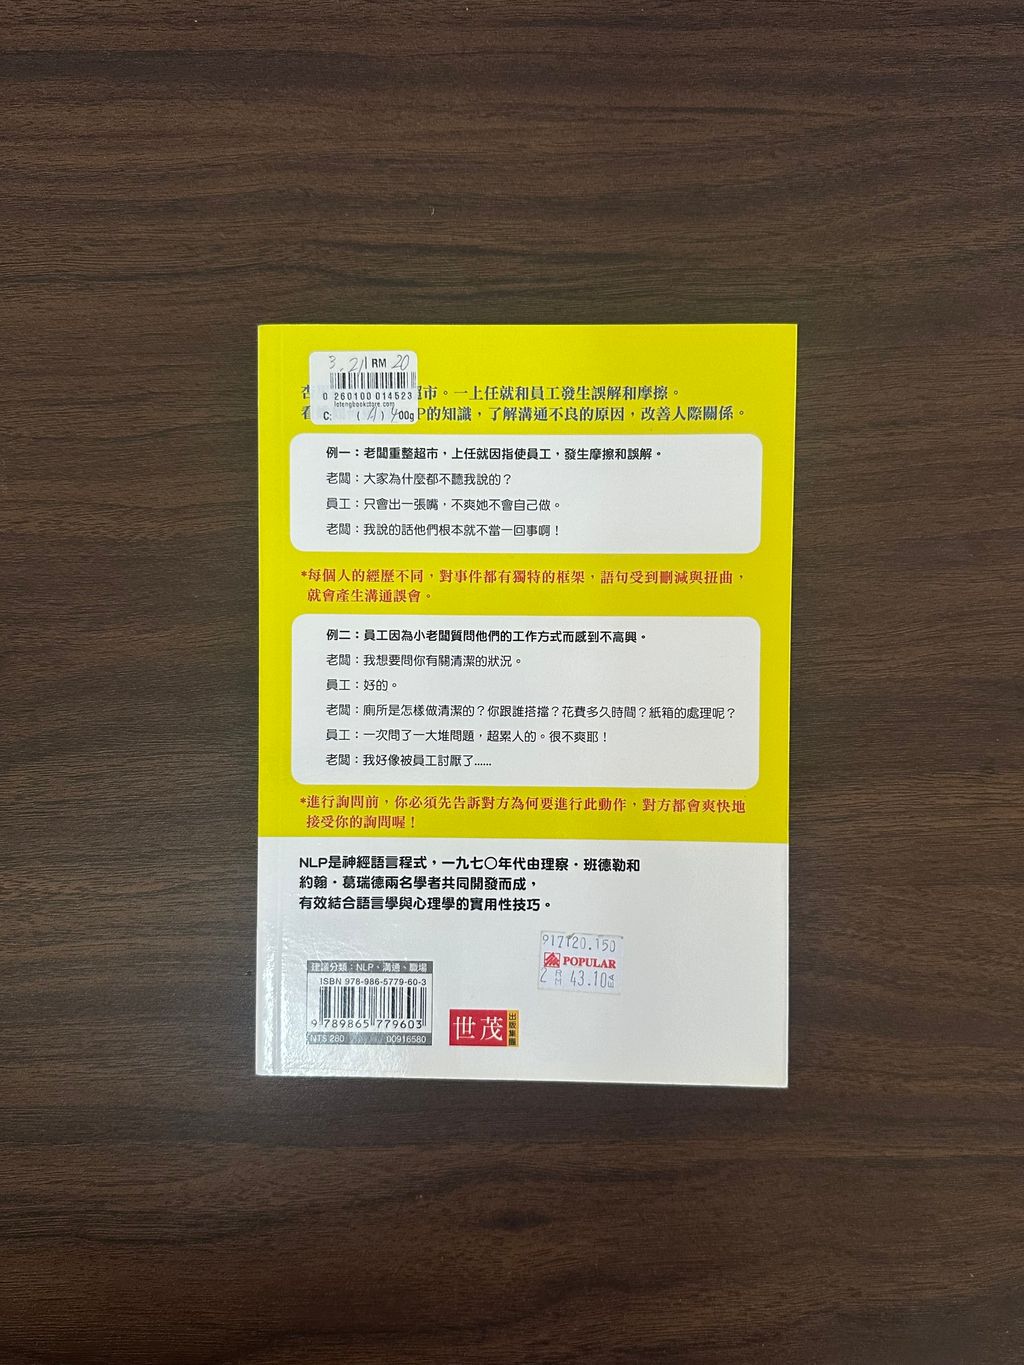 3.21 RM 20
0 260100 014523
lotengbookstore.com
C: ( ) 400g
超市。一上任就和員工發生誤解和摩擦。
P的知識，了解溝通不良的原因，改善人際關係。
例一：老闆重整超市，上任就因指使員工，發生摩擦和誤解。
老闆：大家為什麼都不聽我說的？
員工：只會出一張嘴，不爽她不會自己做。
老闆：我說的話他們根本就不當一回事啊！
*每個人的經歷不同，對事件都有獨特的框架，語句受到刪減與扭曲，
就會產生溝通誤會。
例二：員工因為小老闆質問他們的工作方式而感到不高興。
老闆：我想要問你有關清潔的狀況。
員工：好的。
老闆：廁所是怎樣做清潔的？你跟誰搭擋？花費多久時間？紙箱的處理呢？
員工：一次問了一大堆問題，超累人的。很不爽耶！
老闆：我好像被員工討厭了......
*進行詢問前，你必須先告訴對方為何要進行此動作，對方都會爽快地
接受你的詢問喔！
NLP是神經語言程式，一九七〇年代由理察・班德勒和
約翰・葛瑞德兩名學者共同開發而成，
有效結合語言學與心理學的實用性技巧。
917120.150
POPULAR
2 RM 43.10 EA
建議分類：NLP、溝通、職場
ISBN 978-986-5779-60-3
9 789865 779603
NT$ 280 00916580
世茂 出版集團